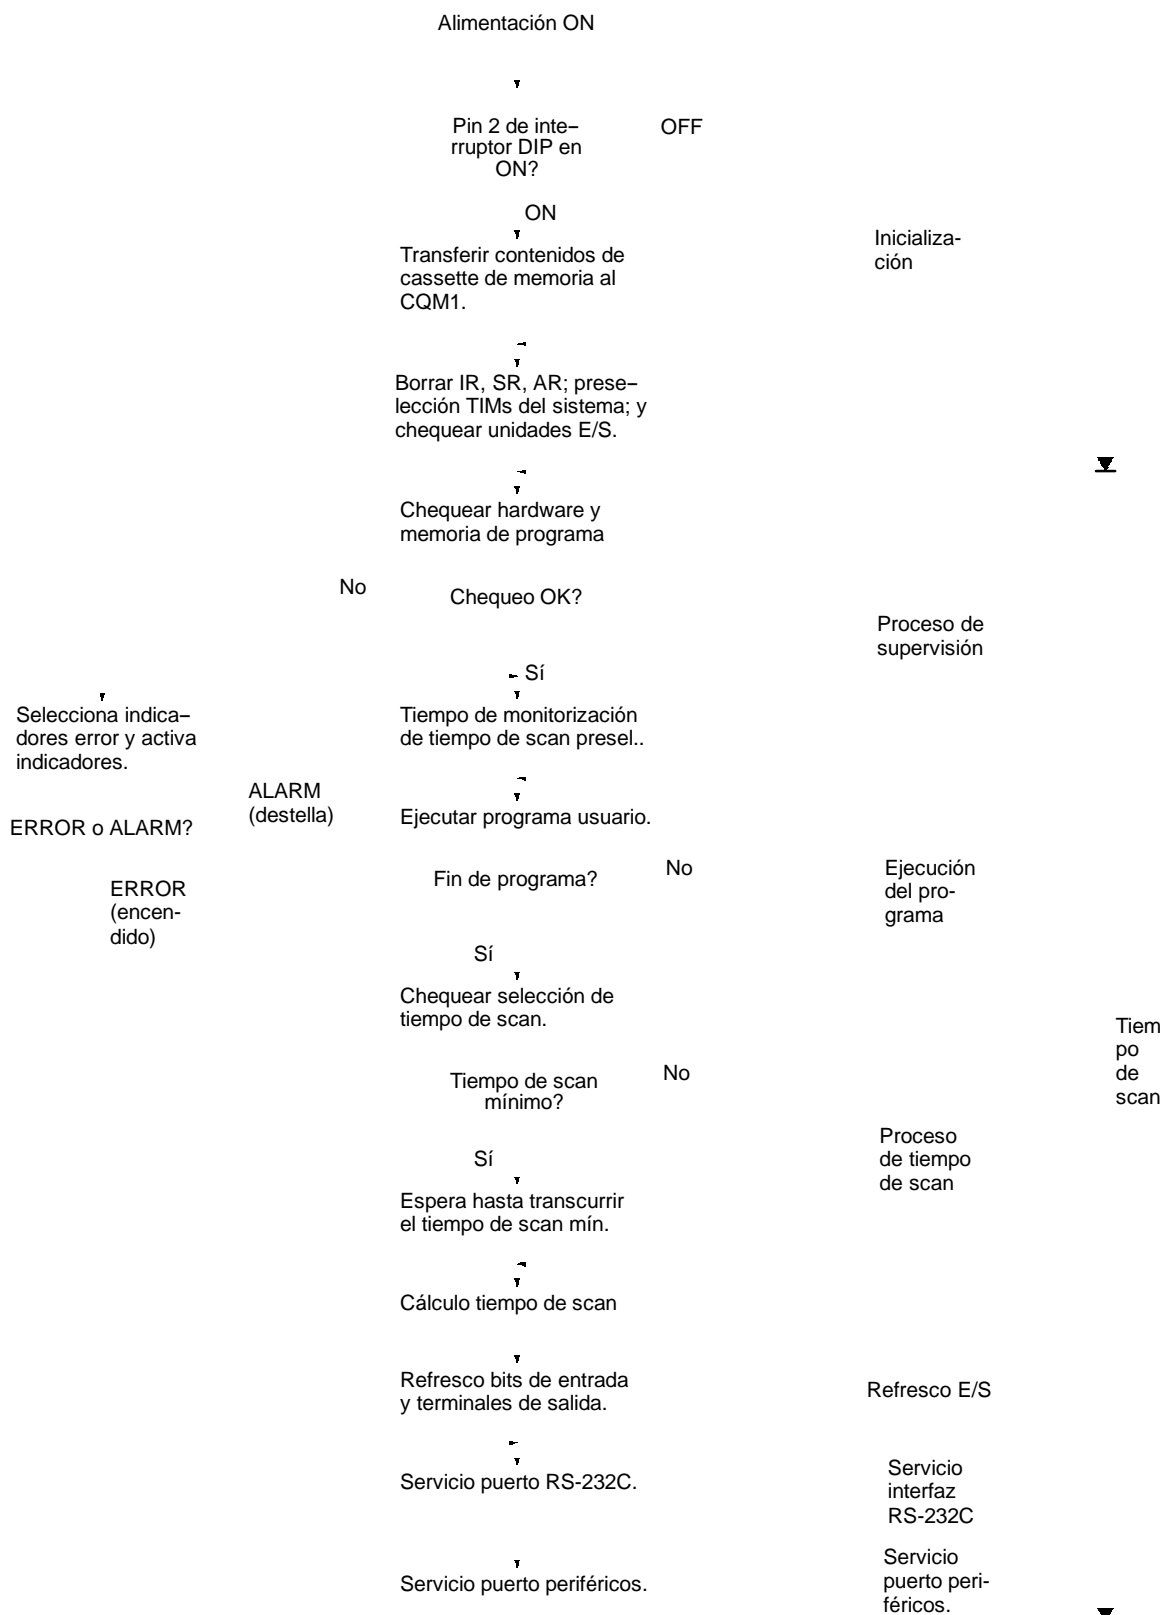 Alimentación ON
Pin 2 de inte–
rruptor DIP en
ON?
OFF
ON
Transferir contenidos de
cassette de memoria al
CQM1.
Inicializa-
ción
Borrar IR, SR, AR; prese–
lección TIMs del sistema; y
chequear unidades E/S.
Chequear hardware y
memoria de programa
No
Chequeo OK?
Proceso de
supervisión
Sí
Selecciona indica–
dores error y activa
indicadores.
Tiempo de monitorización
de tiempo de scan presel..
ALARM
(destella)
ERROR o ALARM?
Ejecutar programa usuario.
ERROR
(encen-
dido)
Fin de programa?
No
Ejecución
del pro-
grama
Sí
Chequear selección de
tiempo de scan.
Tiem
po
de
scan
Tiempo de scan
mínimo?
No
Proceso
de tiempo
de scan
Sí
Espera hasta transcurrir
el tiempo de scan mín.
Cálculo tiempo de scan
Refresco bits de entrada
y terminales de salida.
Refresco E/S
Servicio puerto RS-232C.
Servicio
interfaz
RS-232C
Servicio puerto periféricos.
Servicio
puerto peri-
féricos.